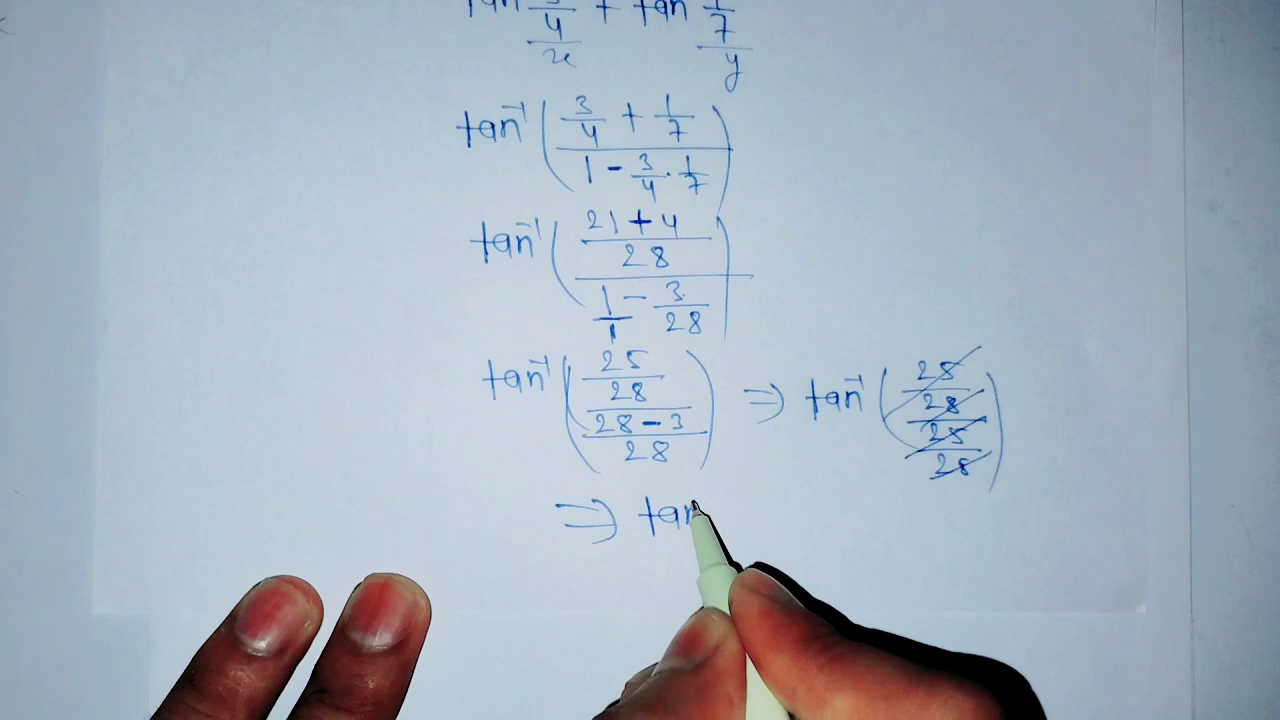 tan 3/4 + tan 1/7
x y
tan⁻¹ ( (3/4 + 1/7) / (1 - 3/4 · 1/7) )
tan⁻¹ ( ((21 + 4)/28) / (1/1 - 3/28) )
tan⁻¹ ( (25/28) / ((28 - 3)/28) ) ⇒ tan⁻¹ ( (25/28) / (25/28) )
⇒ tan